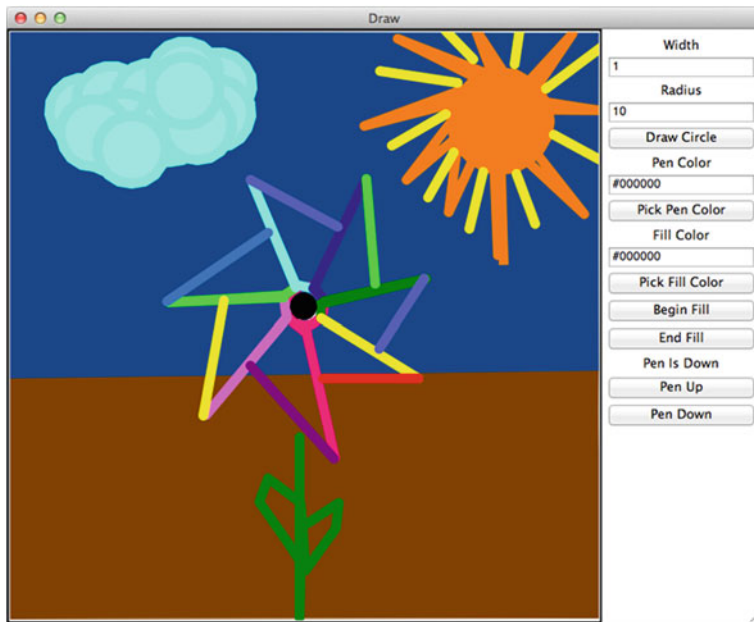 Draw
Width
1
Radius
10
Draw Circle
Pen Color
#000000
Pick Pen Color
Fill Color
#000000
Pick Fill Color
Begin Fill
End Fill
Pen Is Down
Pen Up
Pen Down